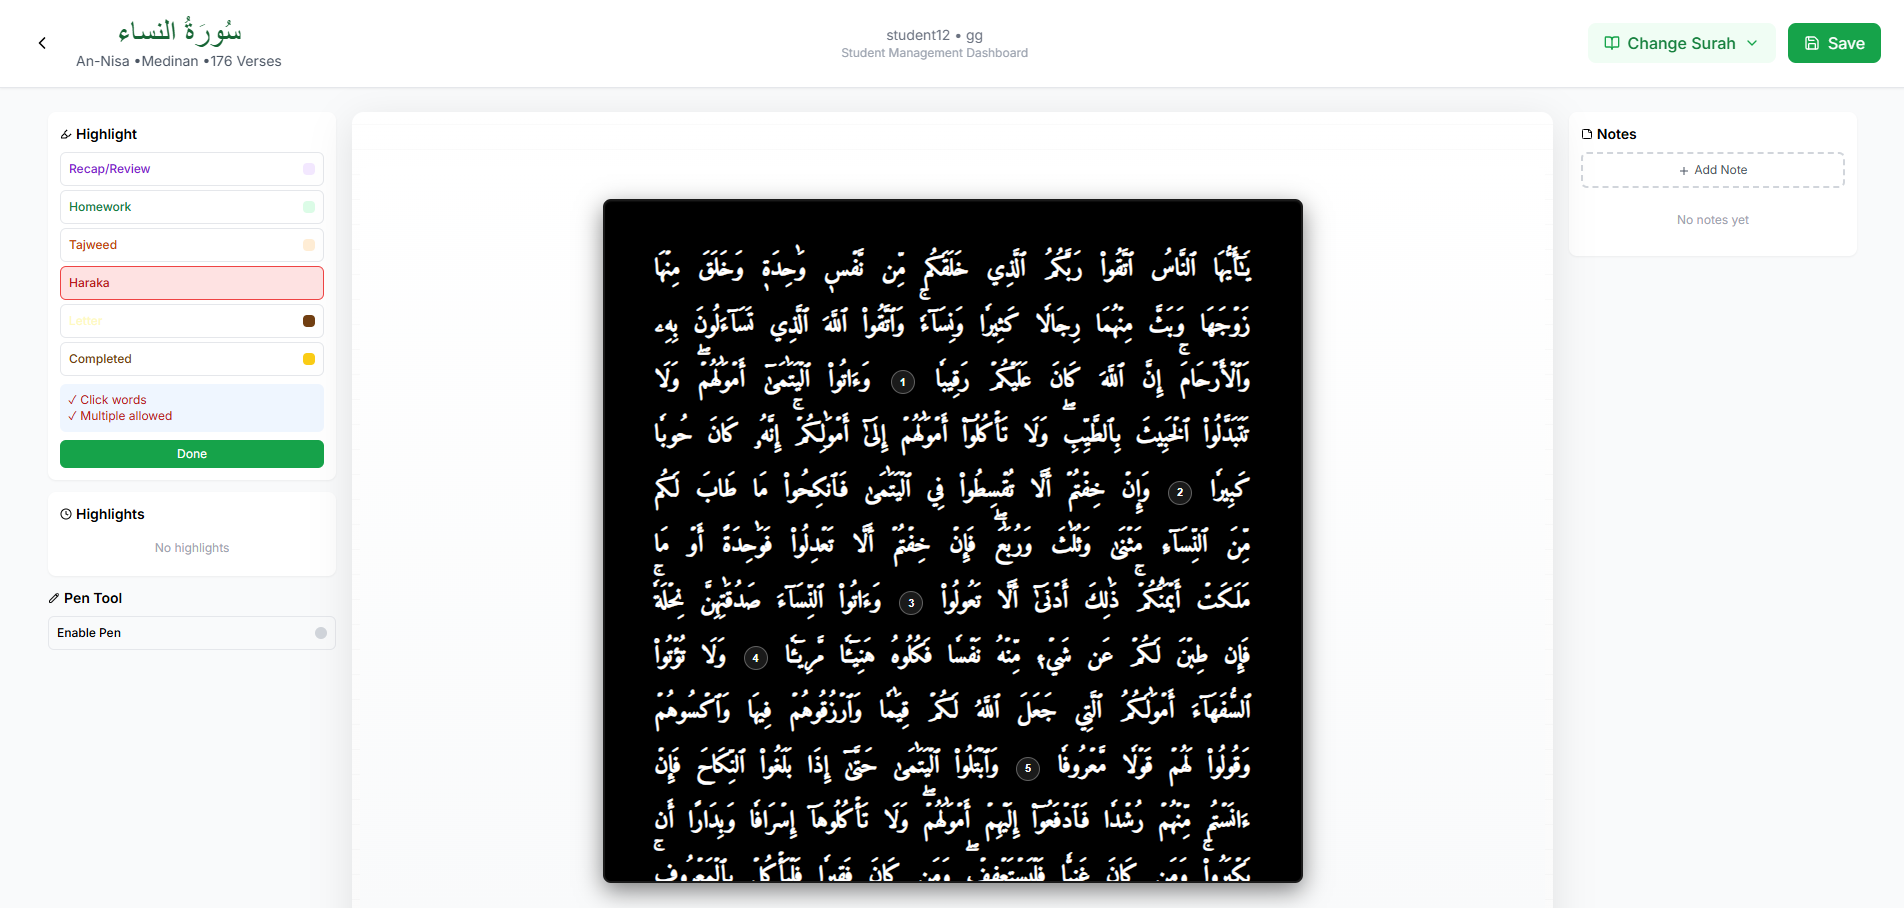 سُورَةُ النساء
An-Nisa •Medinan •176 Verses
student12 • gg
Student Management Dashboard
Change Surah
Save
Highlight
Recap/Review
Homework
Tajweed
Haraka
Letter
Completed
✓ Click words
✓ Multiple allowed
Done
Highlights
No highlights
Pen Tool
Enable Pen
يَٰٓأَيُّهَا ٱلنَّاسُ ٱتَّقُواْ رَبَّكُمُ ٱلَّذِي خَلَقَكُم مِّن نَّفۡسٖ وَٰحِدَةٖ وَخَلَقَ مِنۡهَا
زَوۡجَهَا وَبَثَّ مِنۡهُمَا رِجَالٗا كَثِيرٗا وَنِسَآءٗۚ وَٱتَّقُواْ ٱللَّهَ ٱلَّذِي تَسَآءَلُونَ بِهِۦ
وَٱلۡأَرۡحَامَۚ إِنَّ ٱللَّهَ كَانَ عَلَيۡكُمۡ رَقِيبٗا 1 وَءَاتُواْ ٱلۡيَتَٰمَىٰٓ أَمۡوَٰلَهُمۡۖ وَلَا
تَتَبَدَّلُواْ ٱلۡخَبِيثَ بِٱلطَّيِّبِۖ وَلَا تَأۡكُلُوٓاْ أَمۡوَٰلَهُمۡ إِلَىٰٓ أَمۡوَٰلِكُمۡۚ إِنَّهُۥ كَانَ حُوبٗا
كَبِيرٗا 2 وَإِنۡ خِفۡتُمۡ أَلَّا تُقۡسِطُواْ فِي ٱلۡيَتَٰمَىٰ فَٱنكِحُواْ مَا طَابَ لَكُم
مِّنَ ٱلنِّسَآءِ مَثۡنَىٰ وَثُلَٰثَ وَرُبَٰعَۖ فَإِنۡ خِفۡتُمۡ أَلَّا تَعۡدِلُواْ فَوَٰحِدَةً أَوۡ مَا
مَلَكَتۡ أَيۡمَٰنُكُمۡۚ ذَٰلِكَ أَدۡنَىٰٓ أَلَّا تَعُولُواْ 3 وَءَاتُواْ ٱلنِّسَآءَ صَدُقَٰتِهِنَّ نِحۡلَةٗۚ
فَإِن طِبۡنَ لَكُمۡ عَن شَيۡءٖ مِّنۡهُ نَفۡسٗا فَكُلُوهُ هَنِيٓـٔٗا مَّرِيٓـٔٗا 4 وَلَا تُؤۡتُواْ
ٱلسُّفَهَآءَ أَمۡوَٰلَكُمُ ٱلَّتِي جَعَلَ ٱللَّهُ لَكُمۡ قِيَٰمٗا وَٱرۡزُقُوهُمۡ فِيهَا وَٱكۡسُوهُمۡ
وَقُولُواْ لَهُمۡ قَوۡلٗا مَّعۡرُوفٗا 5 وَٱبۡتَلُواْ ٱلۡيَتَٰمَىٰ حَتَّىٰٓ إِذَا بَلَغُواْ ٱلنِّكَاحَ فَإِنۡ
ءَانَسۡتُم مِّنۡهُمۡ رُشۡدٗا فَٱدۡفَعُوٓاْ إِلَيۡهِمۡ أَمۡوَٰلَهُمۡۖ وَلَا تَأۡكُلُوهَآ إِسۡرَافٗا وَبِدَارًا أَن
يَكۡبَرُواْۚ وَمَن كَانَ غَنِيّٗا فَلۡيَسۡتَعۡفِفۡۖ وَمَن كَانَ فَقِيرٗا فَلۡيَأۡكُلۡ بِٱلۡمَعۡرُوفِۚ
Notes
+ Add Note
No notes yet